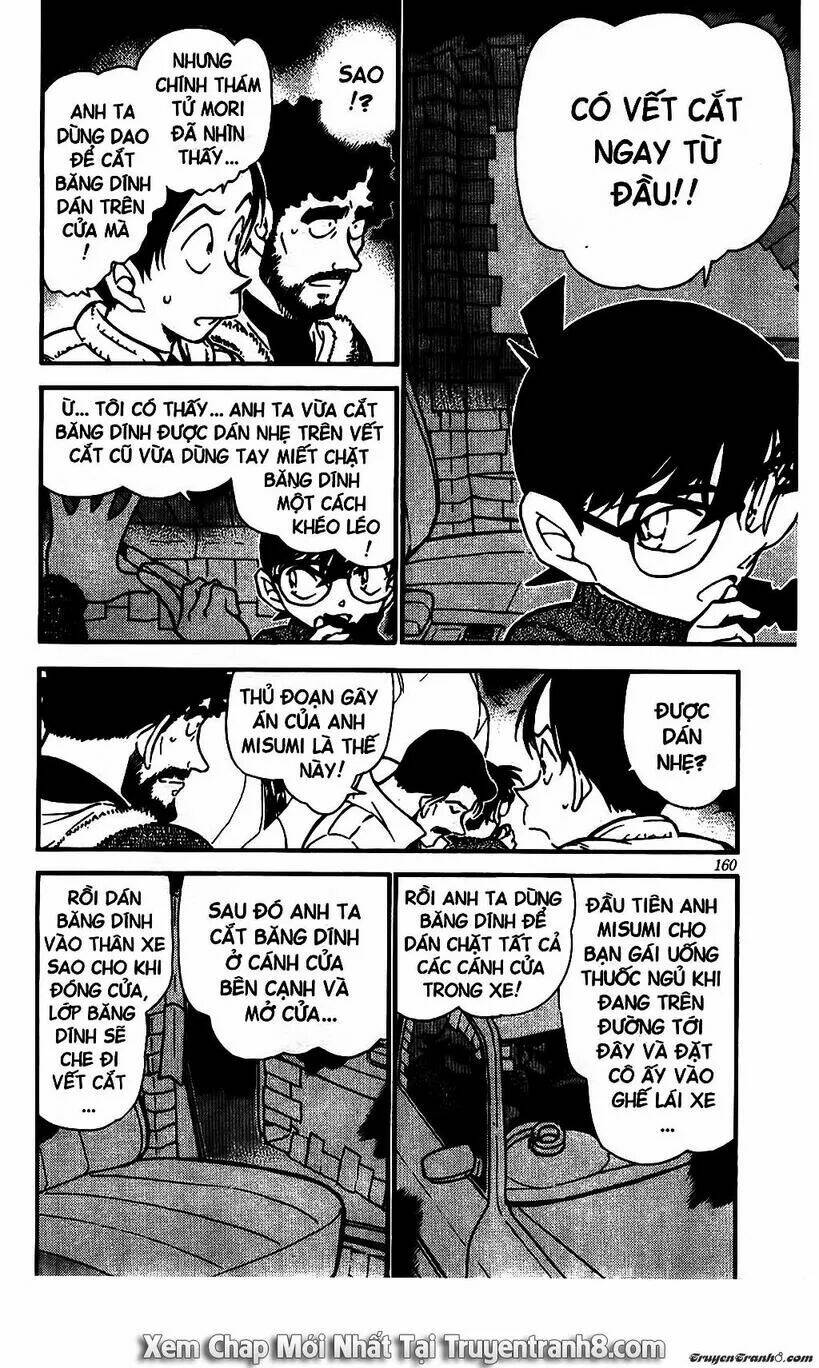 CÓ VẾT CẮT
NGAY TỪ
ĐẦU!!
SAO
!?
NHƯNG
CHÍNH THÁM
TỬ MORI
ĐÃ NHÌN
THẤY...
ANH TA
DÙNG DAO
ĐỂ CẮT
BĂNG DÍNH
DÁN TRÊN
CỬA MÀ
!
Ừ... TÔI CÓ THẤY... ANH TA VỪA CẮT
BĂNG DÍNH ĐƯỢC DÁN NHẸ TRÊN VẾT
CẮT CŨ VỪA DÙNG TAY MIẾT CHẶT
BĂNG DÍNH
MỘT CÁCH
KHÉO LÉO
!
ĐƯỢC
DÁN
NHẸ?
THỦ ĐOẠN GÂY
ÁN CỦA ANH
MISUMI LÀ THẾ
NÀY!
160
ĐẦU TIÊN ANH
MISUMI CHO
BẠN GÁI UỐNG
THUỐC NGỦ KHI
ĐANG TRÊN
ĐƯỜNG TỚI
ĐÂY VÀ ĐẶT
CÔ ẤY VÀO
GHẾ LÁI XE
...
RỒI ANH TA DÙNG
BĂNG DÍNH ĐỂ
DÁN CHẶT TẤT CẢ
CÁC CÁNH CỬA
TRONG XE!
SAU ĐÓ ANH TA
CẮT BĂNG DÍNH
Ở CÁNH CỬA
BÊN CẠNH VÀ
MỞ CỬA...
RỒI DÁN
BĂNG DÍNH
VÀO THÂN XE
SAO CHO KHI
ĐÓNG CỬA,
LỚP BĂNG
DÍNH SẼ
CHE ĐI
VẾT CẮT
...
Xem Chap Mới Nhất Tại Truyentranh8.com
TruyenTranh8.com